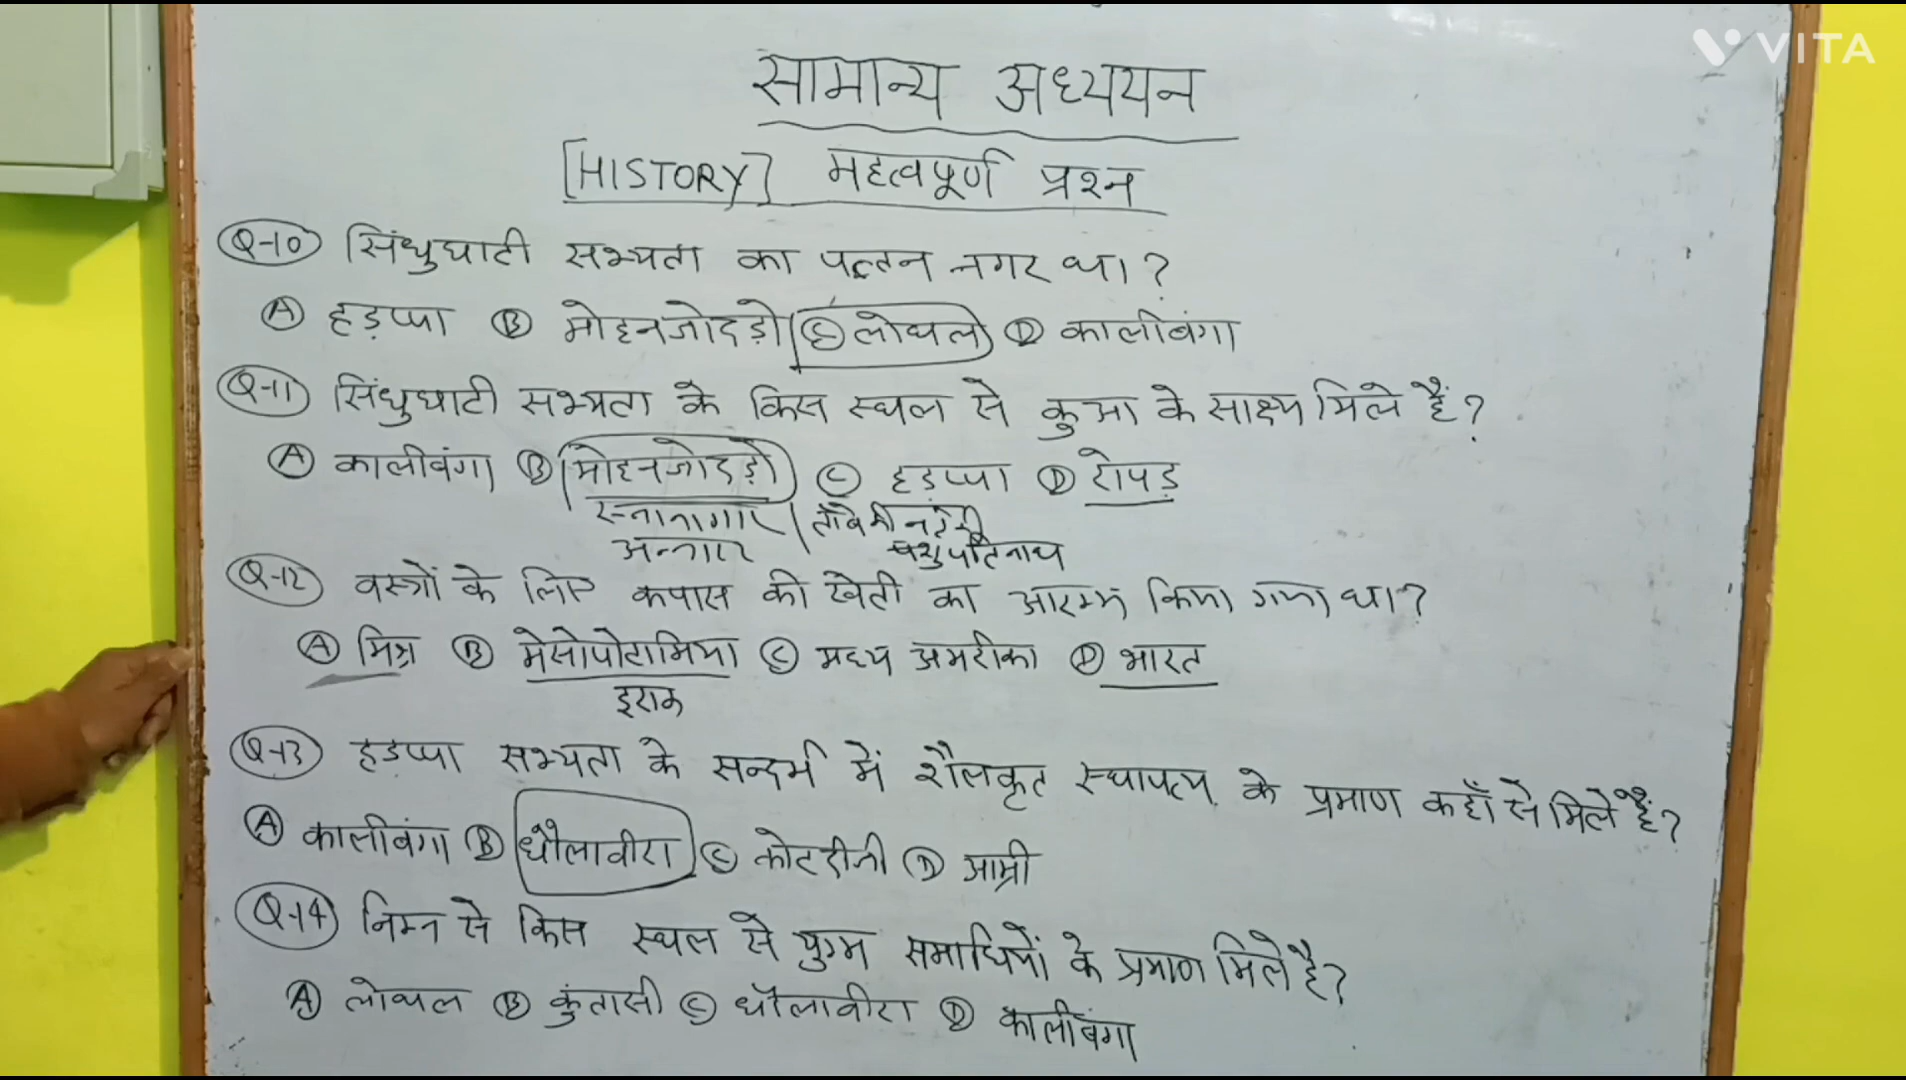 VITA
सामान्य अध्ययन
[HISTORY] महत्वपूर्ण प्रश्न
Q-10 सिंधुघाटी सभ्यता का पत्तन नगर था?
A हड़प्पा B मोहनजोदड़ो C लोथल D कालीबंगा
Q-11 सिंधुघाटी सभ्यता के किस स्थल से कुआ के साक्ष्य मिले हैं?
A कालीबंगा B मोहनजोदड़ो C हड़प्पा D रोपड़
स्नानागार
अन्नागार पशुपतिनाथ
Q-12 वस्त्रों के लिए कपास की खेती का आरम्भ किया गया था?
A मिश्र B मेसोपोटामिया C मध्य अमरीका D भारत
इराक
Q-13 हडप्पा सभ्यता के सन्दर्भ में शैलकृत स्थापत्य के प्रमाण कहाँ से मिले हैं?
A कालीबंगा B धौलावीरा C कोटदीजी D आम्री
Q-14 निम्न से किस स्थल से युग्म समाधियों के प्रमाण मिले है?
A लोथल B कुंतासी C धौलावीरा D कालीबंगा